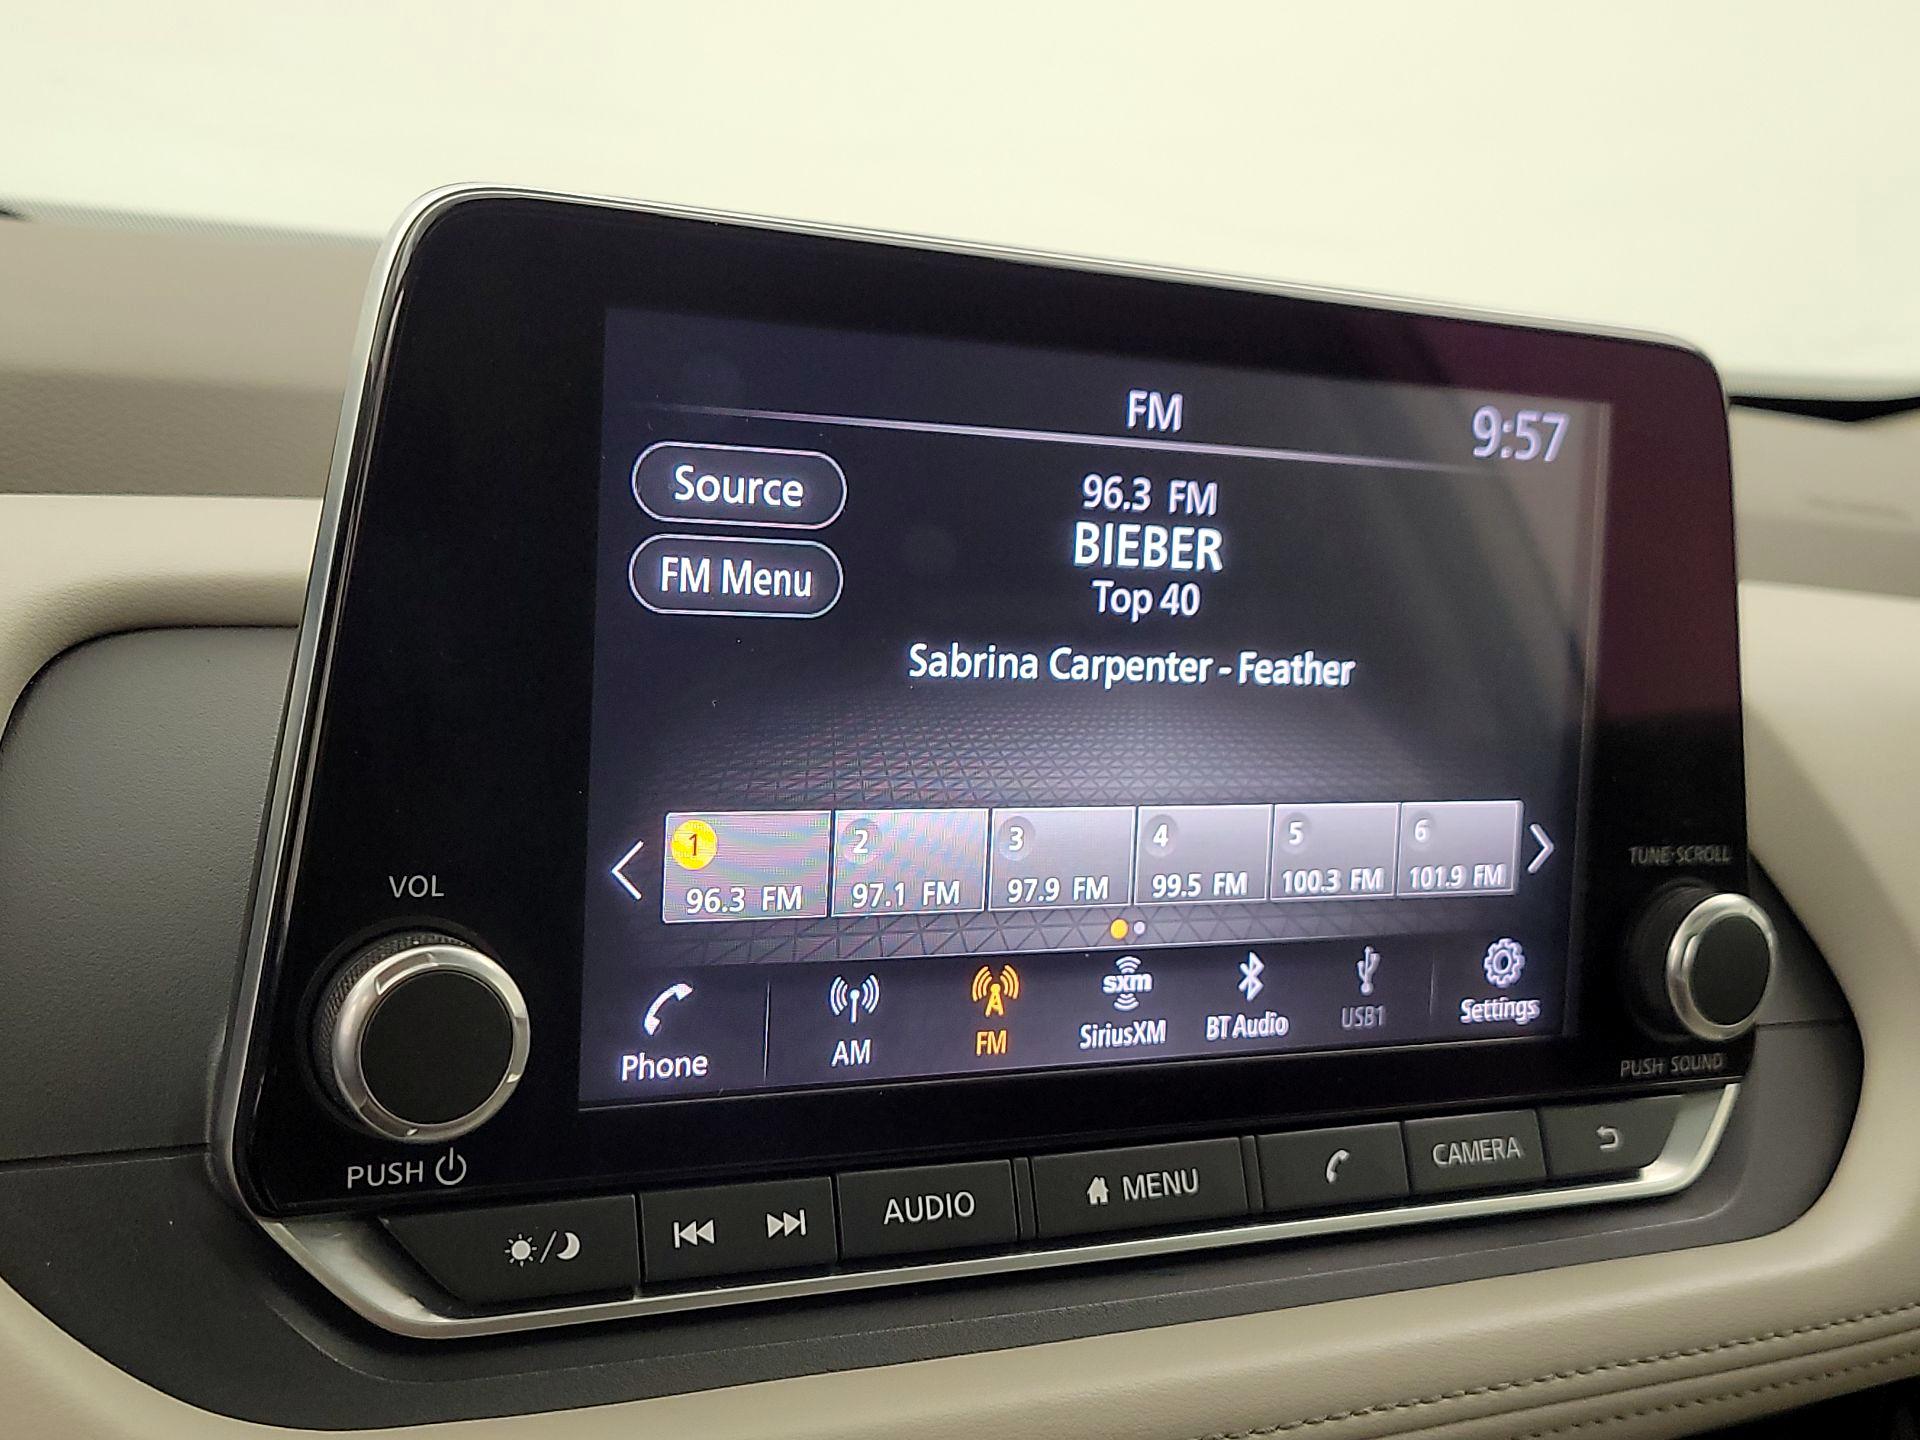 FM
9:57
Source
96.3 FM
BIEBER
FM Menu
Top 40
Sabrina Carpenter - Feather
1 2 3 4 5 6
96.3 FM 97.1 FM 97.9 FM 99.5 FM 100.3 FM 101.9 FM
VOL
TUNE·SCROLL
sxm
Phone AM FM SiriusXM BT Audio USB1 Settings
PUSH
PUSH SOUND
AUDIO MENU CAMERA